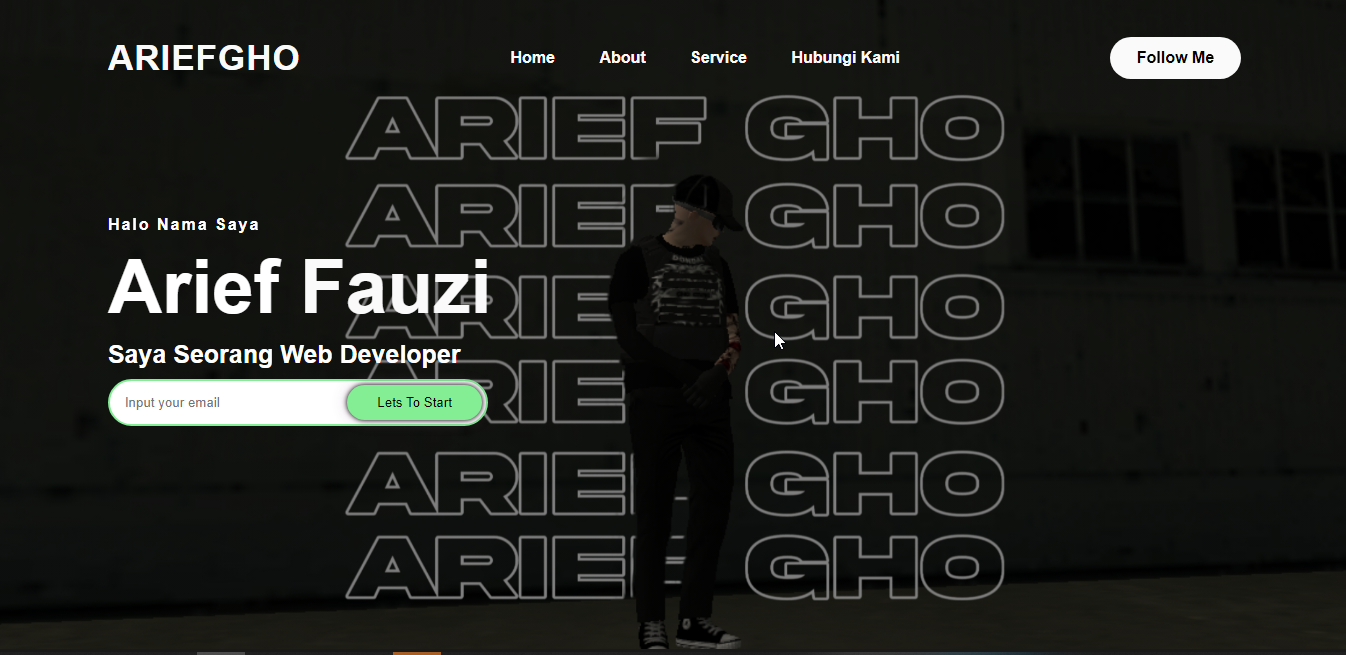 ARIEFGHO
Home About Service Hubungi Kami
Follow Me
ARIEF GHO
ARIEF GHO
Halo Nama Saya
ARIEF GHO
Arief Fauzi
Saya Seorang Web Developer
ARIEF GHO
Input your email
Lets To Start
ARIEF GHO
ARIEF GHO